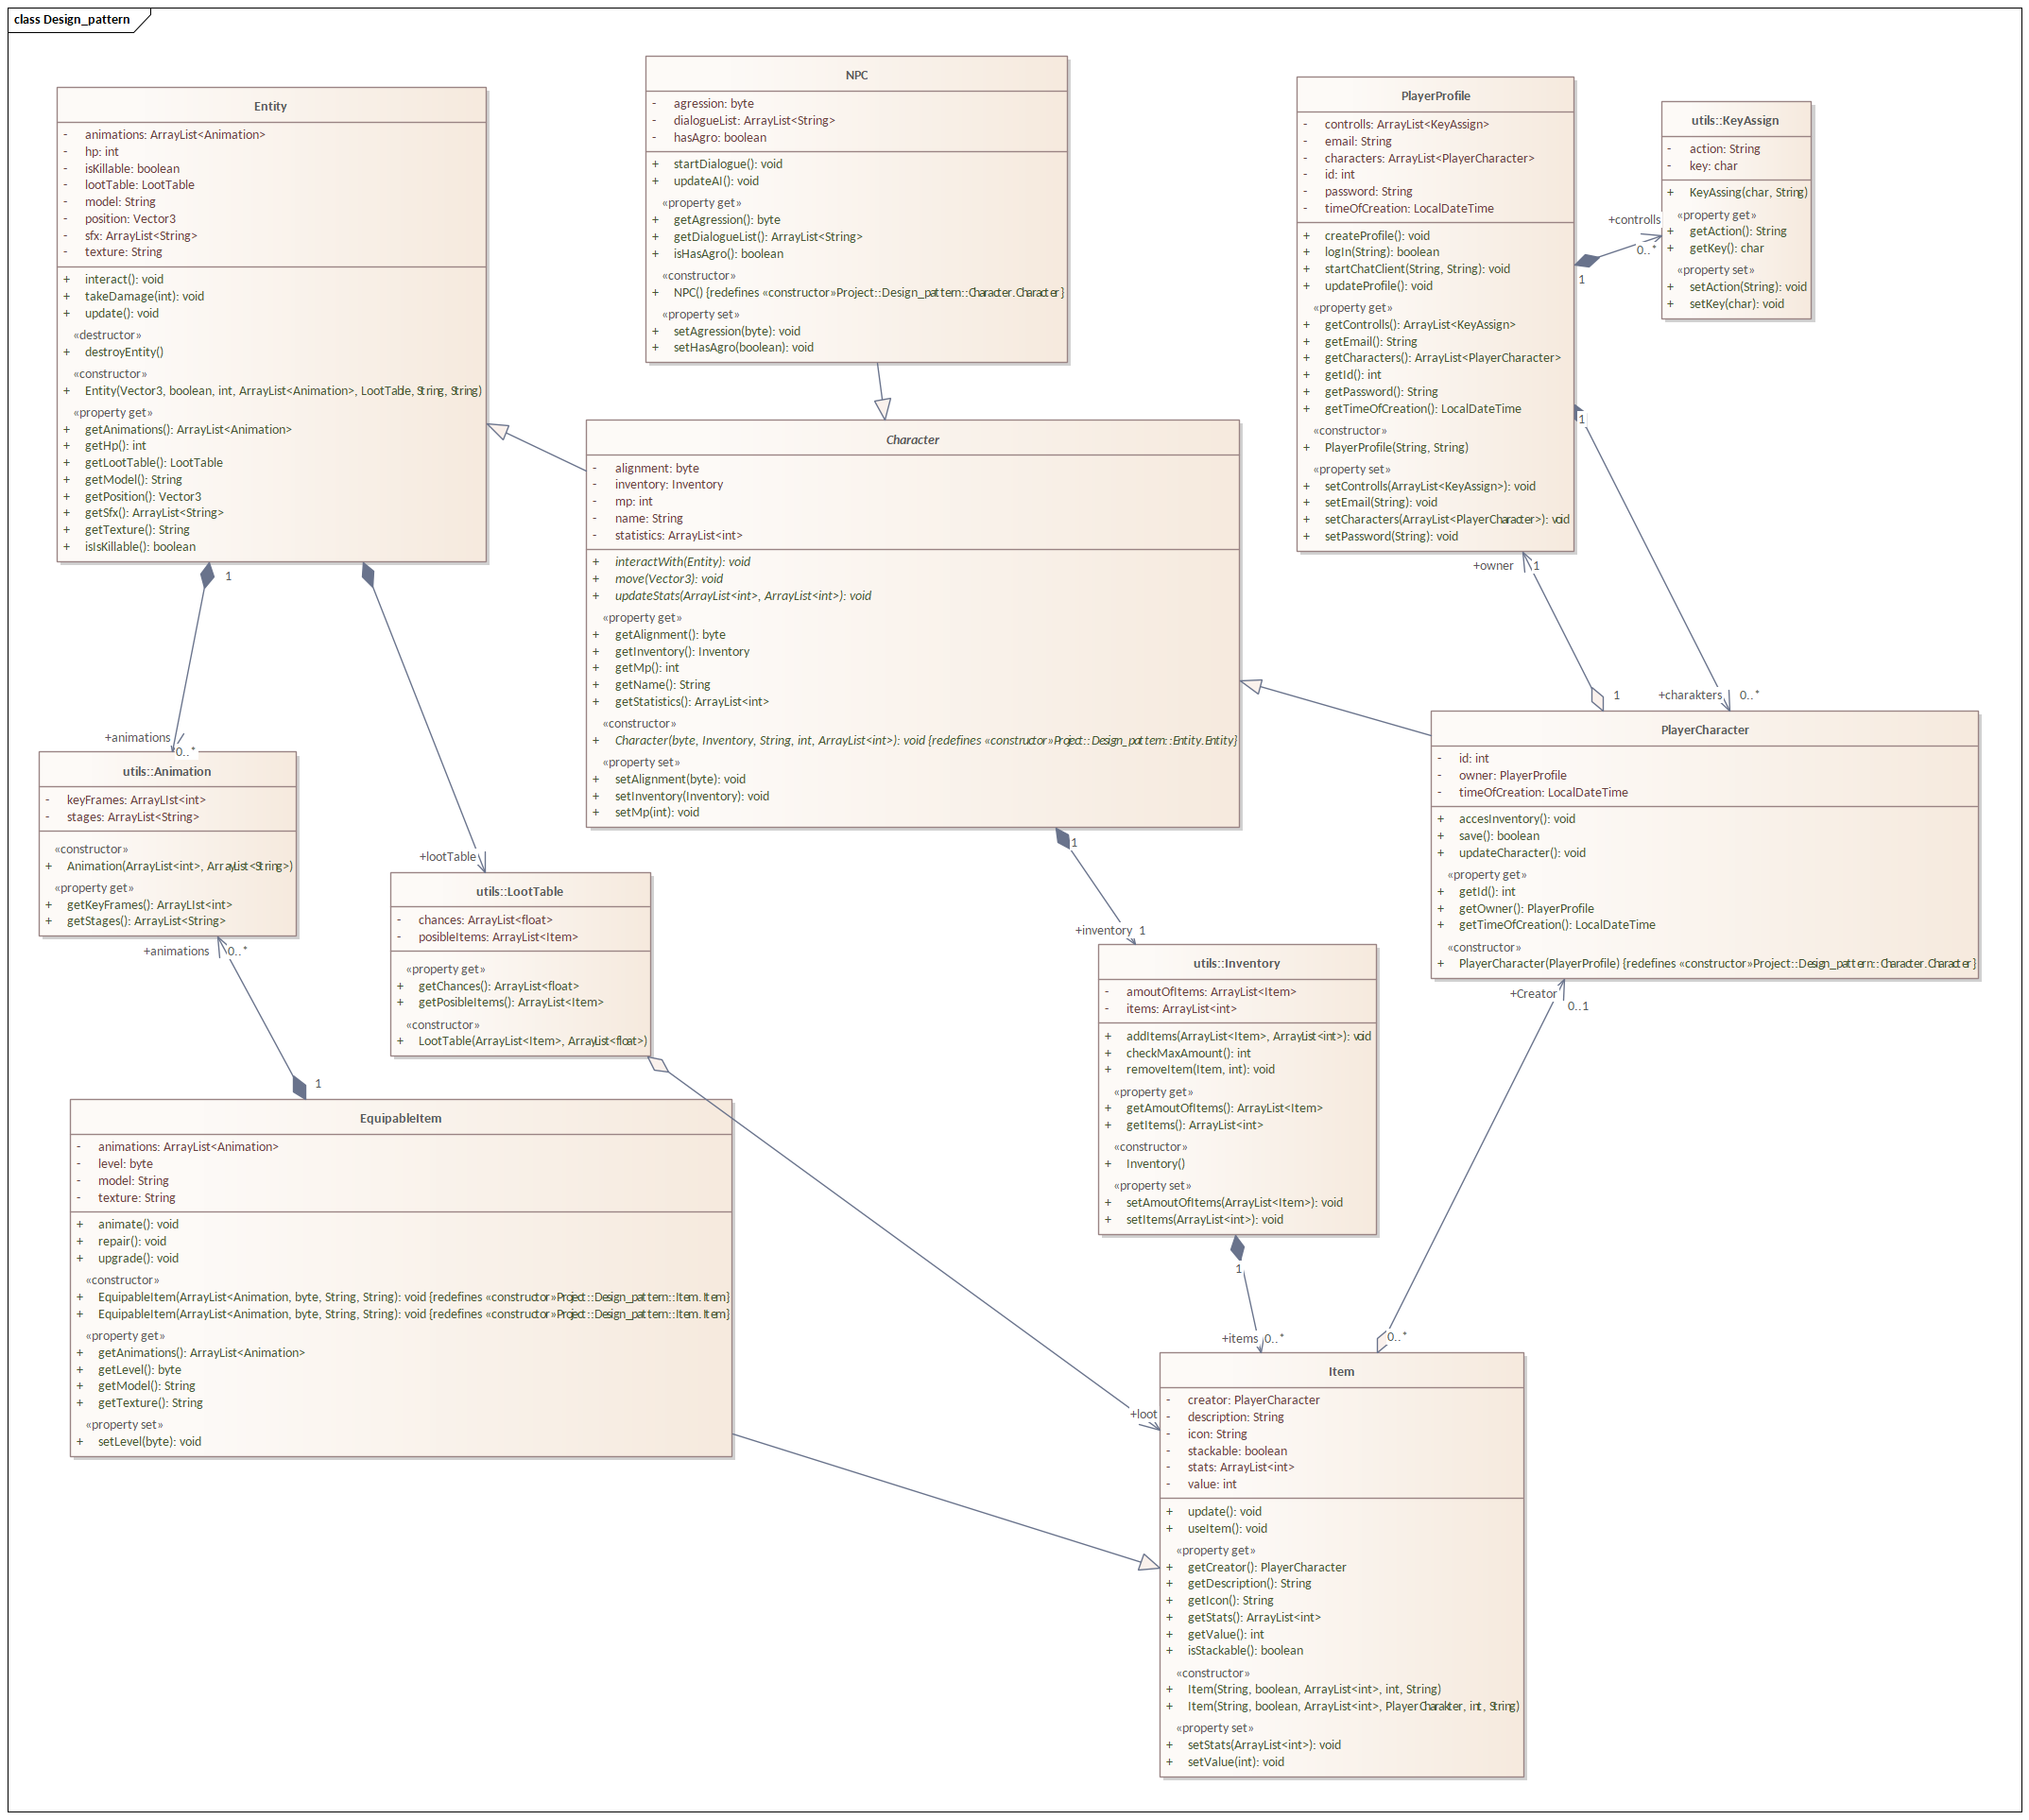 class Design_pattern
Entity
- animations: ArrayList<Animation>
- hp: int
- isKillable: boolean
- lootTable: LootTable
- model: String
- position: Vector3
- sfx: ArrayList<String>
- texture: String
+ interact(): void
+ takeDamage(int): void
+ update(): void
«destructor»
+ destroyEntity()
«constructor»
+ Entity(Vector3, boolean, int, ArrayList<Animation>, LootTable, String, String)
«property get»
+ getAnimations(): ArrayList<Animation>
+ getHp(): int
+ getLootTable(): LootTable
+ getModel(): String
+ getPosition(): Vector3
+ getSfx(): ArrayList<String>
+ getTexture(): String
+ isIsKillable(): boolean
NPC
- agression: byte
- dialogueList: ArrayList<String>
- hasAgro: boolean
+ startDialogue(): void
+ updateAI(): void
«property get»
+ getAgression(): byte
+ getDialogueList(): ArrayList<String>
+ isHasAgro(): boolean
«constructor»
+ NPC() {redefines «constructor»Project::Design_pattern::Character.Character}
«property set»
+ setAgression(byte): void
+ setHasAgro(boolean): void
PlayerProfile
- controlls: ArrayList<KeyAssign>
- email: String
- characters: ArrayList<PlayerCharacter>
- id: int
- password: String
- timeOfCreation: LocalDateTime
+ createProfile(): void
+ logIn(String): boolean
+ startChatClient(String, String): void
+ updateProfile(): void
«property get»
+ getControlls(): ArrayList<KeyAssign>
+ getEmail(): String
+ getCharacters(): ArrayList<PlayerCharacter>
+ getId(): int
+ getPassword(): String
+ getTimeOfCreation(): LocalDateTime
«constructor»
+ PlayerProfile(String, String)
«property set»
+ setControlls(ArrayList<KeyAssign>): void
+ setEmail(String): void
+ setCharacters(ArrayList<PlayerCharacter>): void
+ setPassword(String): void
utils::KeyAssign
- action: String
- key: char
+ KeyAssing(char, String)
«property get»
+ getAction(): String
+ getKey(): char
«property set»
+ setAction(String): void
+ setKey(char): void
+controlls
0..*
1
1
Character
- alignment: byte
- inventory: Inventory
- mp: int
- name: String
- statistics: ArrayList<int>
+ interactWith(Entity): void
+ move(Vector3): void
+ updateStats(ArrayList<int>, ArrayList<int>): void
«property get»
+ getAlignment(): byte
+ getInventory(): Inventory
+ getMp(): int
+ getName(): String
+ getStatistics(): ArrayList<int>
«constructor»
+ Character(byte, Inventory, String, int, ArrayList<int>): void {redefines «constructor»Project::Design_pattern::Entity.Entity}
«property set»
+ setAlignment(byte): void
+ setInventory(Inventory): void
+ setMp(int): void
+owner 1
1
+charakters 0..*
1
+animations
0..*
utils::Animation
- keyFrames: ArrayLIst<int>
- stages: ArrayList<String>
«constructor»
+ Animation(ArrayList<int>, ArrayList<String>)
«property get»
+ getKeyFrames(): ArrayLIst<int>
+ getStages(): ArrayList<String>
+animations 0..*
1
+lootTable
utils::LootTable
- chances: ArrayList<float>
- posibleItems: ArrayList<Item>
«property get»
+ getChances(): ArrayList<float>
+ getPosibleItems(): ArrayList<Item>
«constructor»
+ LootTable(ArrayList<Item>, ArrayList<float>)
1
+inventory 1
utils::Inventory
- amoutOfItems: ArrayList<Item>
- items: ArrayList<int>
+ addItems(ArrayList<Item>, ArrayList<int>): void
+ checkMaxAmount(): int
+ removeItem(Item, int): void
«property get»
+ getAmoutOfItems(): ArrayList<Item>
+ getItems(): ArrayList<int>
«constructor»
+ Inventory()
«property set»
+ setAmoutOfItems(ArrayList<Item>): void
+ setItems(ArrayList<int>): void
PlayerCharacter
- id: int
- owner: PlayerProfile
- timeOfCreation: LocalDateTime
+ accesInventory(): void
+ save(): boolean
+ updateCharacter(): void
«property get»
+ getId(): int
+ getOwner(): PlayerProfile
+ getTimeOfCreation(): LocalDateTime
«constructor»
+ PlayerCharacter(PlayerProfile) {redefines «constructor»Project::Design_pattern::Character.Character}
+Creator
0..1
EquipableItem
- animations: ArrayList<Animation>
- level: byte
- model: String
- texture: String
+ animate(): void
+ repair(): void
+ upgrade(): void
«constructor»
+ EquipableItem(ArrayList<Animation, byte, String, String): void {redefines «constructor»Project::Design_pattern::Item.Item}
+ EquipableItem(ArrayList<Animation, byte, String, String): void {redefines «constructor»Project::Design_pattern::Item.Item}
«property get»
+ getAnimations(): ArrayList<Animation>
+ getLevel(): byte
+ getModel(): String
+ getTexture(): String
«property set»
+ setLevel(byte): void
1
+items 0..*
0..*
+loot
Item
- creator: PlayerCharacter
- description: String
- icon: String
- stackable: boolean
- stats: ArrayList<int>
- value: int
+ update(): void
+ useItem(): void
«property get»
+ getCreator(): PlayerCharacter
+ getDescription(): String
+ getIcon(): String
+ getStats(): ArrayList<int>
+ getValue(): int
+ isStackable(): boolean
«constructor»
+ Item(String, boolean, ArrayList<int>, int, String)
+ Item(String, boolean, ArrayList<int>, PlayerCharakter, int, String)
«property set»
+ setStats(ArrayList<int>): void
+ setValue(int): void